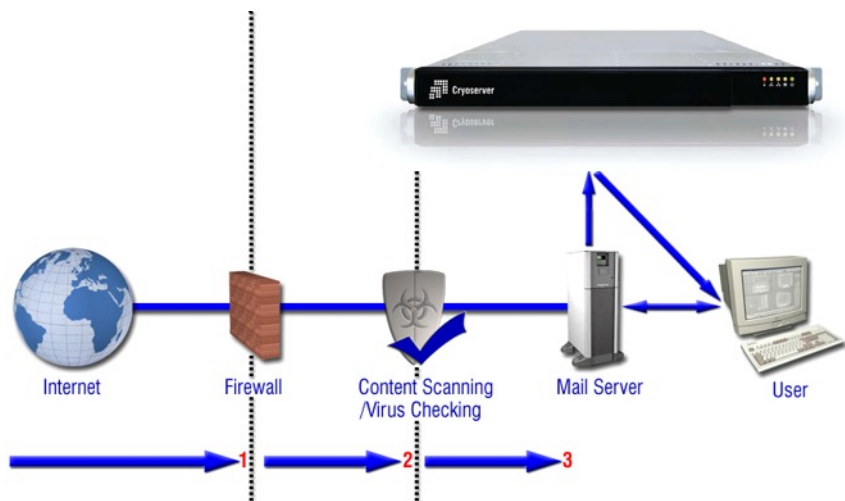 Cryoserver
Internet
Firewall
Content Scanning
/Virus Checking
Mail Server
User
1
2
3